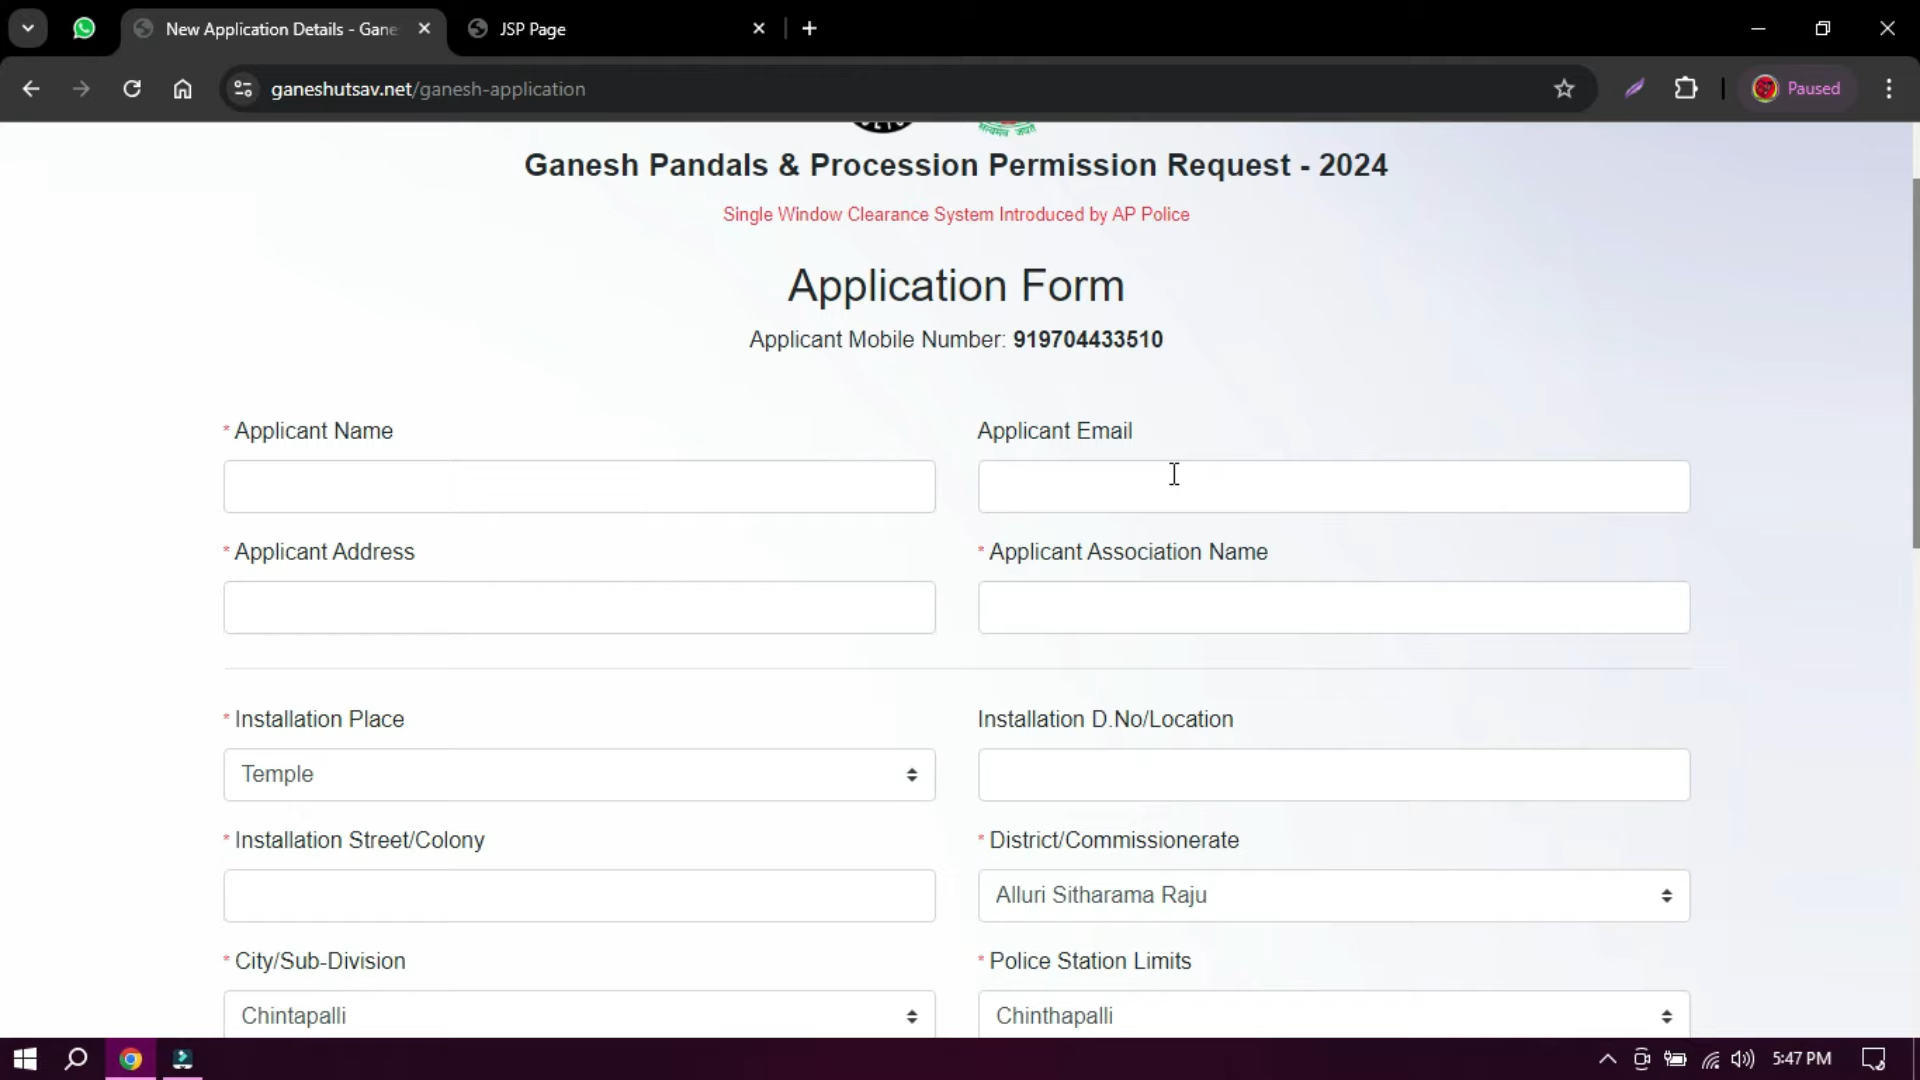 New Application Details - Gane
JSP Page
ganeshutsav.net/ganesh-application
Paused
सत्यमेव जयते
Ganesh Pandals & Procession Permission Request - 2024
Single Window Clearance System Introduced by AP Police
Application Form
Applicant Mobile Number: 919704433510
* Applicant Name
Applicant Email
* Applicant Address
* Applicant Association Name
* Installation Place
Installation D.No/Location
Temple
* Installation Street/Colony
* District/Commissionerate
Alluri Sitharama Raju
* City/Sub-Division
* Police Station Limits
Chintapalli
Chinthapalli
5:47 PM